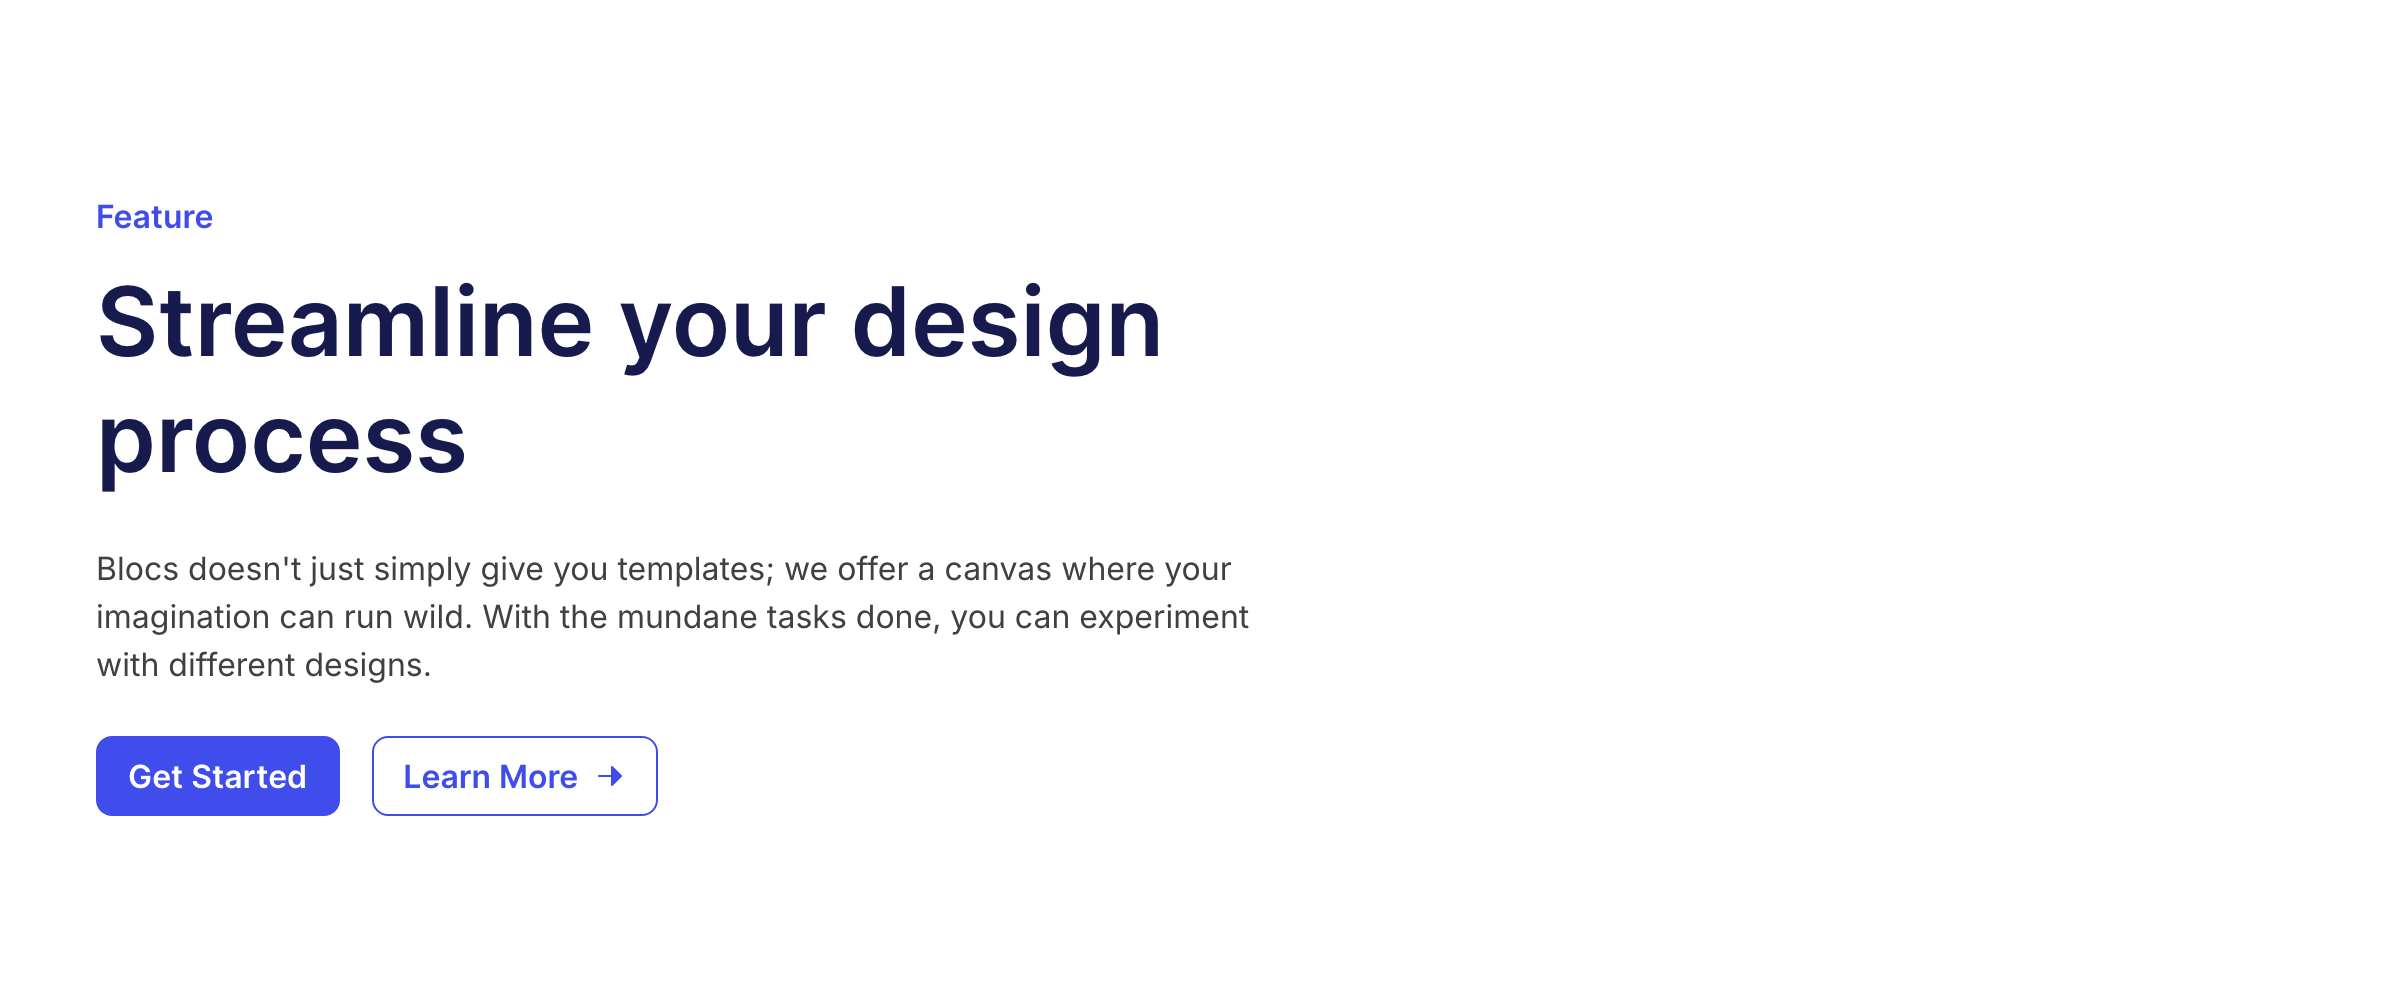 Feature
Streamline your design
process
Blocs doesn't just simply give you templates; we offer a canvas where your
imagination can run wild. With the mundane tasks done, you can experiment
with different designs.
Get Started
Learn More